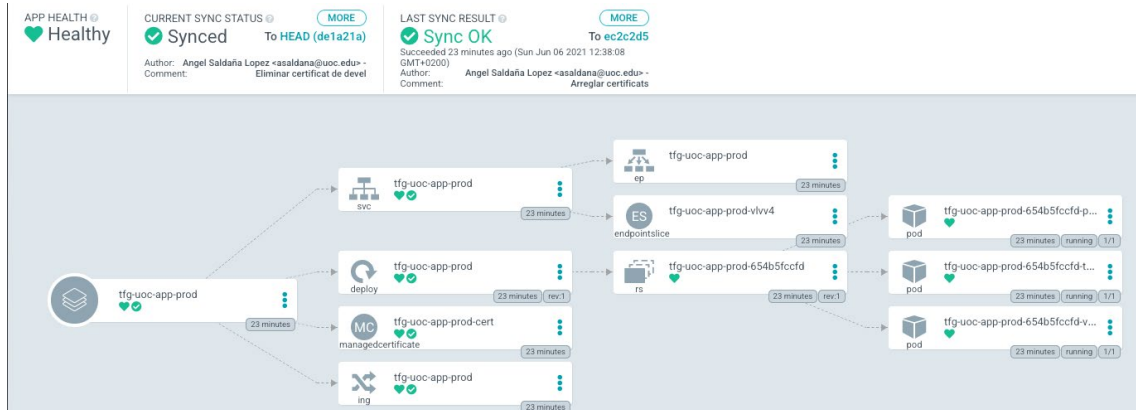 APP HEALTH
Healthy
CURRENT SYNC STATUS
MORE
Synced
To HEAD (de1a21a)
Author: Angel Saldaña Lopez <asaldana@uoc.edu> -
Comment: Eliminar certificat de devel
LAST SYNC RESULT
MORE
Sync OK
To ec2c2d5
Succeeded 23 minutes ago (Sun Jun 06 2021 12:38:08
GMT+0200)
Author: Angel Saldaña Lopez <asaldana@uoc.edu> -
Comment: Arreglar certificats
tfg-uoc-app-prod
23 minutes
tfg-uoc-app-prod
svc
23 minutes
tfg-uoc-app-prod
deploy
23 minutes rev:1
MC
tfg-uoc-app-prod-cert
managedcertificate
23 minutes
tfg-uoc-app-prod
ing
23 minutes
tfg-uoc-app-prod
ep
23 minutes
ES
tfg-uoc-app-prod-vlvv4
endpointslice
23 minutes
tfg-uoc-app-prod-654b5fccfd
rs
23 minutes rev:1
tfg-uoc-app-prod-654b5fccfd-p...
pod
23 minutes running 1/1
tfg-uoc-app-prod-654b5fccfd-t...
pod
23 minutes running 1/1
tfg-uoc-app-prod-654b5fccfd-v...
pod
23 minutes running 1/1